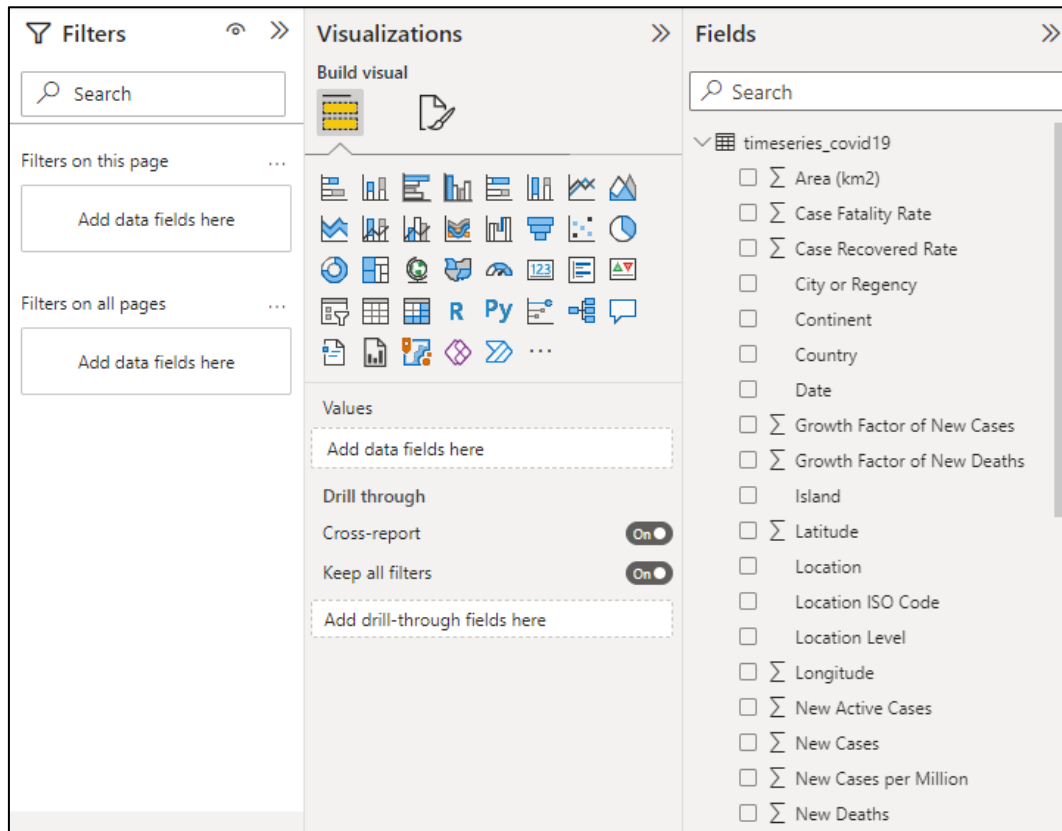 Filters
Search
Filters on this page
...
Add data fields here
Filters on all pages
...
Add data fields here
Visualizations
Build visual
123
R
Py
...
Values
Add data fields here
Drill through
Cross-report
On
Keep all filters
On
Add drill-through fields here
Fields
Search
timeseries_covid19
∑ Area (km2)
∑ Case Fatality Rate
∑ Case Recovered Rate
City or Regency
Continent
Country
Date
∑ Growth Factor of New Cases
∑ Growth Factor of New Deaths
Island
∑ Latitude
Location
Location ISO Code
Location Level
∑ Longitude
∑ New Active Cases
∑ New Cases
∑ New Cases per Million
∑ New Deaths